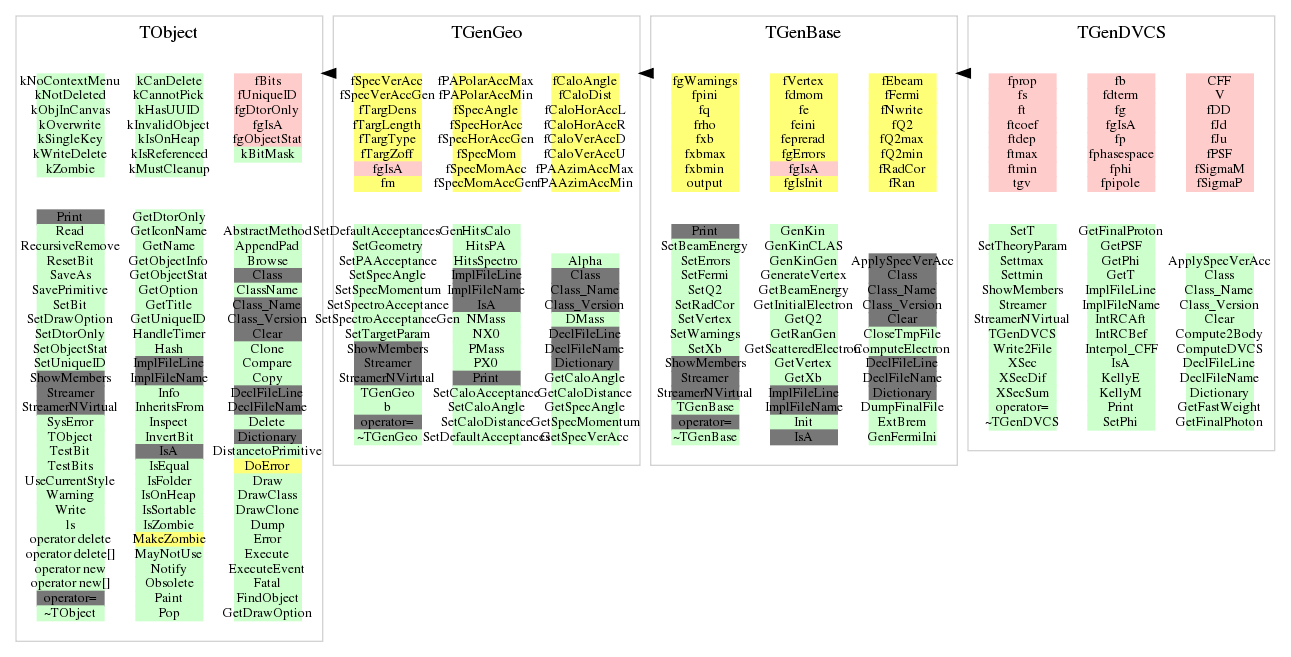 TObject
kNoContextMenu
kNotDeleted
kObjInCanvas
kOverwrite
kSingleKey
kWriteDelete
kZombie
kCanDelete
kCannotPick
kHasUUID
kInvalidObject
kIsOnHeap
kIsReferenced
kMustCleanup
fBits
fUniqueID
fgDtorOnly
fgIsA
fgObjectStat
kBitMask
Print
Read
RecursiveRemove
ResetBit
SaveAs
SavePrimitive
SetBit
SetDrawOption
SetDtorOnly
SetObjectStat
SetUniqueID
ShowMembers
Streamer
StreamerNVirtual
SysError
TObject
TestBit
TestBits
UseCurrentStyle
Warning
Write
ls
operator delete
operator delete[]
operator new
operator new[]
operator=
~TObject
GetDtorOnly
GetIconName
GetName
GetObjectInfo
GetObjectStat
GetOption
GetTitle
GetUniqueID
HandleTimer
Hash
ImplFileLine
ImplFileName
Info
InheritsFrom
Inspect
InvertBit
IsA
IsEqual
IsFolder
IsOnHeap
IsSortable
IsZombie
MakeZombie
MayNotUse
Notify
Obsolete
Paint
Pop
AbstractMethod
AppendPad
Browse
Class
ClassName
Class_Name
Class_Version
Clear
Clone
Compare
Copy
DeclFileLine
DeclFileName
Delete
Dictionary
DistancetoPrimitive
DoError
Draw
DrawClass
DrawClone
Dump
Error
Execute
ExecuteEvent
Fatal
FindObject
GetDrawOption
TGenGeo
fSpecVerAcc
fSpecVerAccGen
fTargDens
fTargLength
fTargType
fTargZoff
fgIsA
fm
fPAPolarAccMax
fPAPolarAccMin
fSpecAngle
fSpecHorAcc
fSpecHorAccGen
fSpecMom
fSpecMomAcc
fSpecMomAccGen
fCaloAngle
fCaloDist
fCaloHorAccL
fCaloHorAccR
fCaloVerAccD
fCaloVerAccU
fPAAzimAccMax
fPAAzimAccMin
SetDefaultAcceptancesGen
SetGeometry
SetPAAcceptance
SetSpecAngle
SetSpecMomentum
SetSpectroAcceptance
SetSpectroAcceptanceGen
SetTargetParam
ShowMembers
Streamer
StreamerNVirtual
TGenGeo
b
operator=
~TGenGeo
HitsCalo
HitsPA
HitsSpectro
ImplFileLine
ImplFileName
IsA
NMass
NX0
PMass
PX0
Print
SetCaloAcceptance
SetCaloAngle
SetCaloDistance
SetDefaultAcceptances
Alpha
Class
Class_Name
Class_Version
DMass
DeclFileLine
DeclFileName
Dictionary
GetCaloAngle
GetCaloDistance
GetSpecAngle
GetSpecMomentum
GetSpecVerAcc
TGenBase
fgWarnings
fpini
fq
frho
fxb
fxbmax
fxbmin
output
fVertex
fdmom
fe
feini
feprerad
fgErrors
fgIsA
fgIsInit
fEbeam
fFermi
fNwrite
fQ2
fQ2max
fQ2min
fRadCor
fRan
Print
SetBeamEnergy
SetErrors
SetFermi
SetQ2
SetRadCor
SetVertex
SetWarnings
SetXb
ShowMembers
Streamer
StreamerNVirtual
TGenBase
operator=
~TGenBase
GenKin
GenKinCLAS
GenKinGen
GenerateVertex
GetBeamEnergy
GetInitialElectron
GetQ2
GetRanGen
GetScatteredElectron
GetVertex
GetXb
ImplFileLine
ImplFileName
Init
IsA
ApplySpecVerAcc
Class
Class_Name
Class_Version
Clear
CloseTmpFile
ComputeElectron
DeclFileLine
DeclFileName
Dictionary
DumpFinalFile
ExtBrem
GenFermiIni
TGenDVCS
fprop
fs
ft
ftcoef
ftdep
ftmax
ftmin
tgv
fb
fdterm
fg
fgIsA
fp
fphasespace
fphi
fpipole
CFF
V
fDD
fJd
fJu
fPSF
fSigmaM
fSigmaP
SetT
SetTheoryParam
Settmax
Settmin
ShowMembers
Streamer
StreamerNVirtual
TGenDVCS
Write2File
XSec
XSecDif
XSecSum
operator=
~TGenDVCS
GetFinalProton
GetPSF
GetPhi
GetT
ImplFileLine
ImplFileName
IntRCAft
IntRCBef
Interpol_CFF
IsA
KellyE
KellyM
Print
SetPhi
ApplySpecVerAcc
Class
Class_Name
Class_Version
Clear
Compute2Body
ComputeDVCS
DeclFileLine
DeclFileName
Dictionary
GetFastWeight
GetFinalPhoton